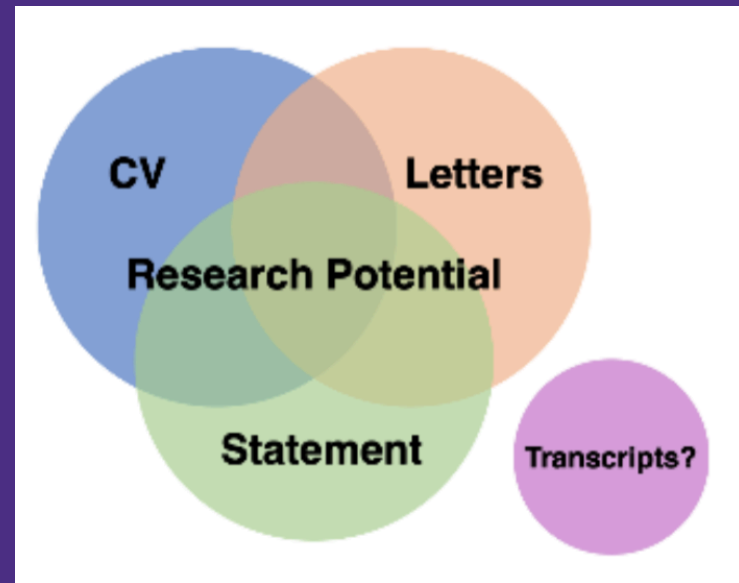 CV
Letters
Research Potential
Statement
Transcripts?